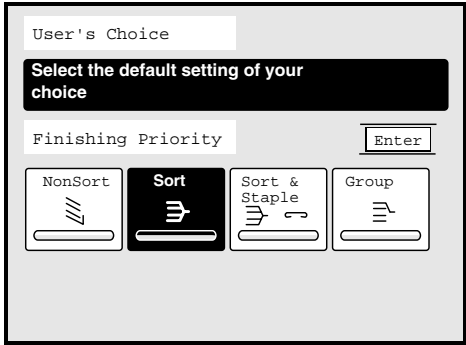 User's Choice
Select the default setting of your
choice
Finishing Priority
Enter
NonSort
Sort
Sort &
Staple
Group